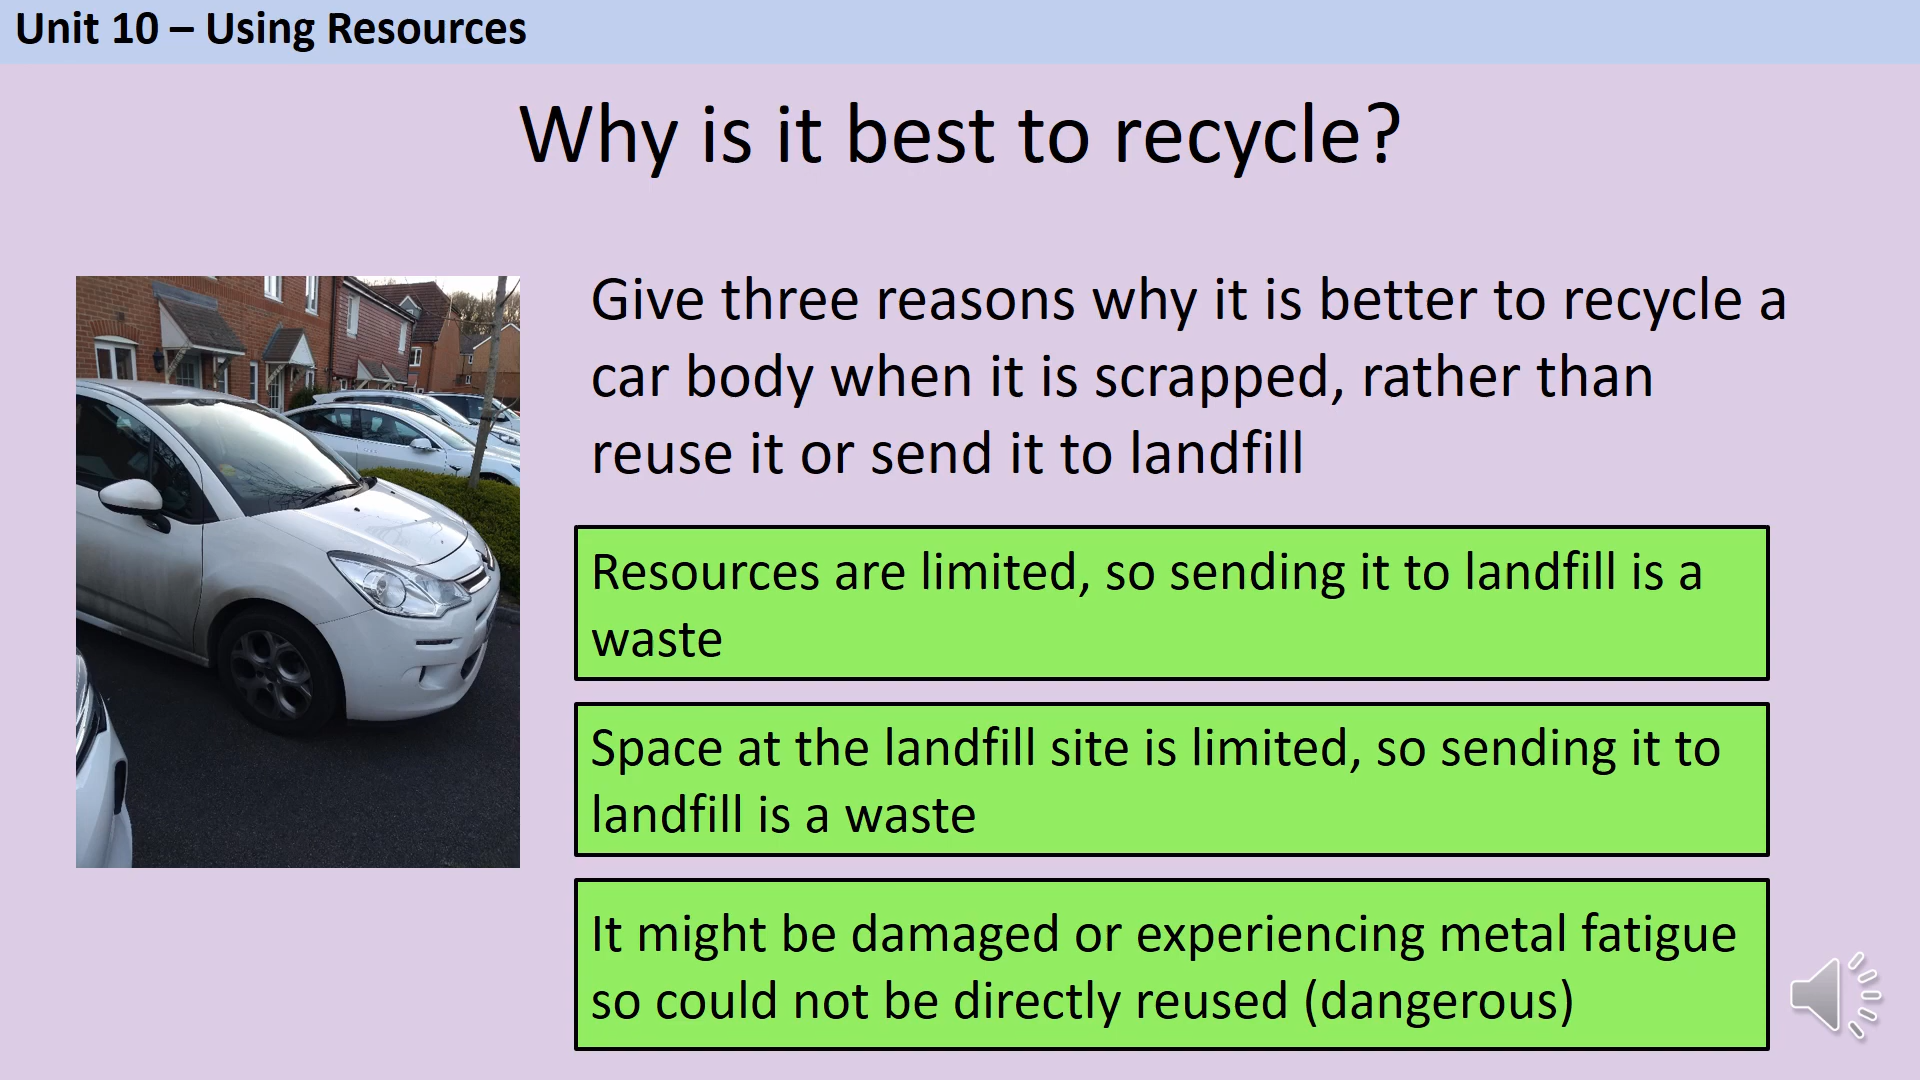 Unit 10 – Using Resources
Why is it best to recycle?
Give three reasons why it is better to recycle a
car body when it is scrapped, rather than
reuse it or send it to landfill
Resources are limited, so sending it to landfill is a
waste
Space at the landfill site is limited, so sending it to
landfill is a waste
It might be damaged or experiencing metal fatigue
so could not be directly reused (dangerous)